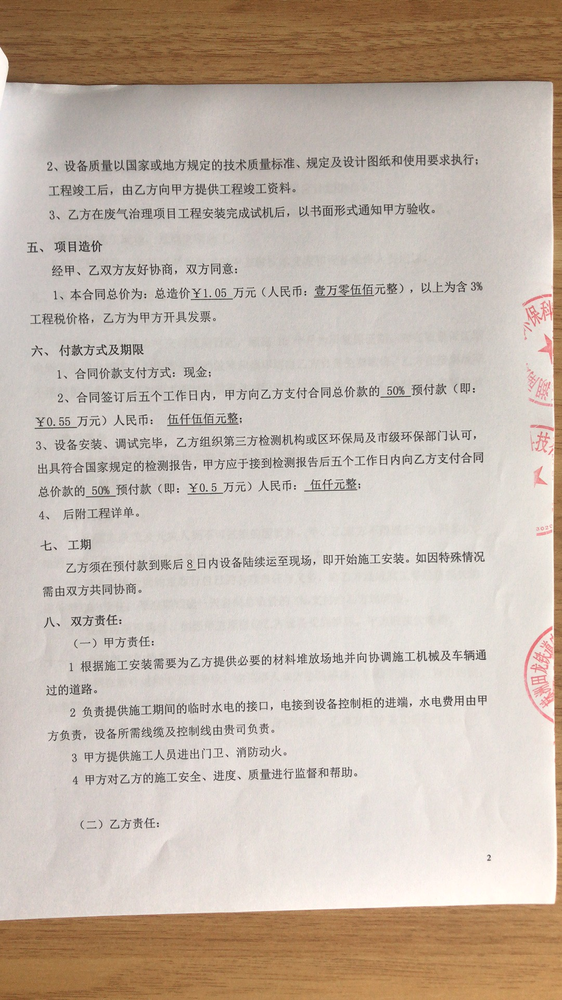 2、设备质量以国家或地方规定的技术质量标准、规定及设计图纸和使用要求执行；
工程竣工后，由乙方向甲方提供工程竣工资料。
3、乙方在废气治理项目工程安装完成试机后，以书面形式通知甲方验收。
五、 项目造价
经甲、乙双方友好协商，双方同意：
1、本合同总价为：总造价￥1.05 万元（人民币：壹万零伍佰元整），以上为含 3%
工程税价格，乙方为甲方开具发票。
六、 付款方式及期限
1、合同价款支付方式：现金；
2、合同签订后五个工作日内，甲方向乙方支付合同总价款的 50% 预付款（即：
￥0.55 万元）人民币： 伍仟伍佰元整；
3、设备安装、调试完毕，乙方组织第三方检测机构或区环保局及市级环保部门认可，
出具符合国家规定的检测报告，甲方应于接到检测报告后五个工作日内向乙方支付合同
总价款的 50% 预付款（即：￥0.5 万元）人民币： 伍仟元整；
4、 后附工程详单。
七、 工期
乙方须在预付款到账后 8 日内设备陆续运至现场，即开始施工安装。如因特殊情况
需由双方共同协商。
八、 双方责任：
（一）甲方责任：
1 根据施工安装需要为乙方提供必要的材料堆放场地并向协调施工机械及车辆通
过的道路。
2 负责提供施工期间的临时水电的接口，电接到设备控制柜的进端，水电费用由甲
方负责，设备所需线缆及控制线由贵司负责。
3 甲方提供施工人员进出门卫、消防动火。
4 甲方对乙方的施工安全、进度、质量进行监督和帮助。
（二）乙方责任：
2
保科
湖南
技
3020
株洲田龙铁道